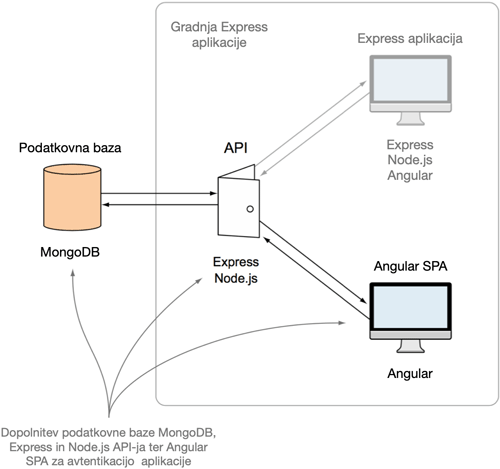 Gradnja Express
aplikacije
Express aplikacija
Express
Node.js
Angular
Podatkovna baza
MongoDB
API
Express
Node.js
Angular SPA
Angular
Dopolnitev podatkovne baze MongoDB,
Express in Node.js API-ja ter Angular
SPA za avtentikacijo aplikacije